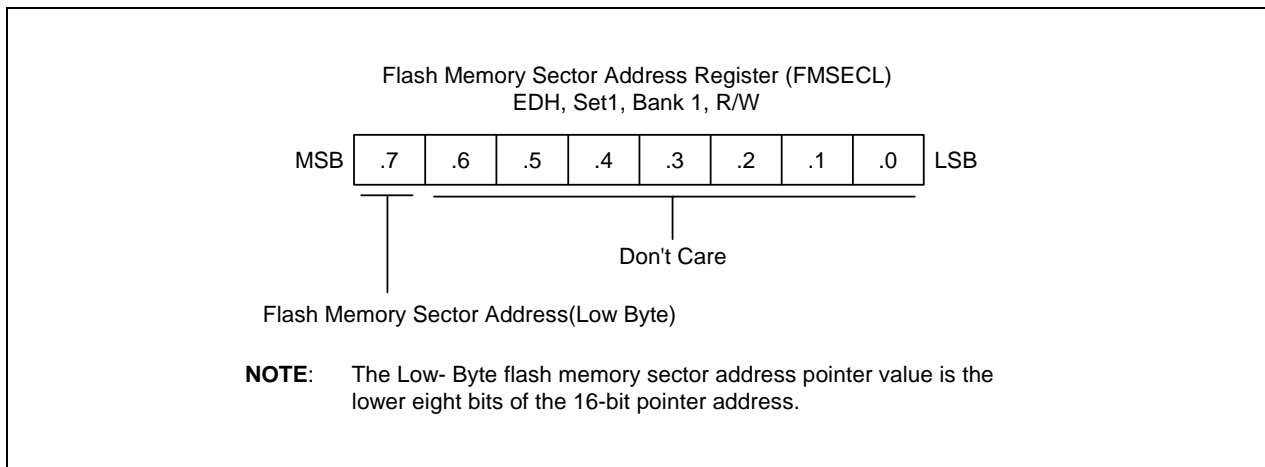 Flash Memory Sector Address Register (FMSECL)
EDH, Set1, Bank 1, R/W
MSB .7 .6 .5 .4 .3 .2 .1 .0 LSB
Don't Care
Flash Memory Sector Address(Low Byte)
NOTE: The Low- Byte flash memory sector address pointer value is the
lower eight bits of the 16-bit pointer address.